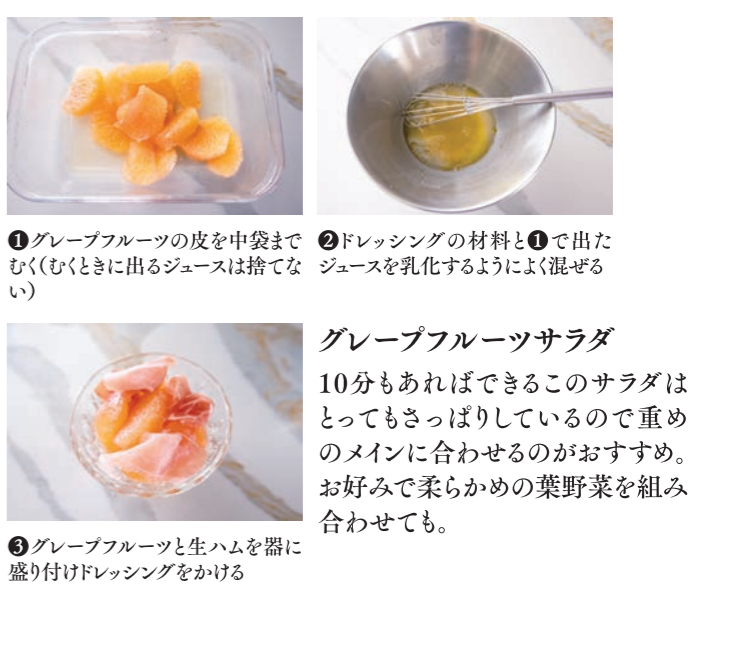 ❶グレープフルーツの皮を中袋まで
むく（むくときに出るジュースは捨てな
い）
❷ドレッシングの材料と❶で出た
ジュースを乳化するようによく混ぜる
グレープフルーツサラダ
10分もあればできるこのサラダは
とってもさっぱりしているので重め
のメインに合わせるのがおすすめ。
お好みで柔らかめの葉野菜を組み
合わせても。
❸グレープフルーツと生ハムを器に
盛り付けドレッシングをかける